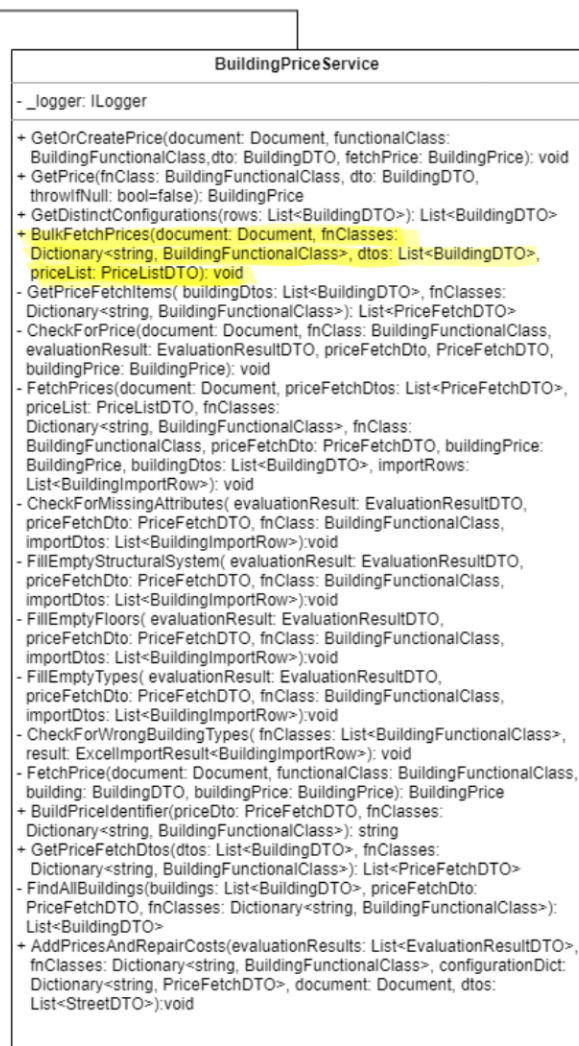 BuildingPriceService
- _logger: ILogger
+ GetOrCreatePrice(document: Document, functionalClass:
BuildingFunctionalClass,dto: BuildingDTO, fetchPrice: BuildingPrice): void
+ GetPrice(fnClass: BuildingFunctionalClass, dto: BuildingDTO,
throwIfNull: bool=false): BuildingPrice
+ GetDistinctConfigurations(rows: List<BuildingDTO>): List<BuildingDTO>
+ BulkFetchPrices(document: Document, fnClasses:
Dictionary<string, BuildingFunctionalClass>, dtos: List<BuildingDTO>,
priceList: PriceListDTO): void
- GetPriceFetchItems( buildingDtos: List<BuildingDTO>, fnClasses:
Dictionary<string, BuildingFunctionalClass>): List<PriceFetchDTO>
- CheckForPrice(document: Document, fnClass: BuildingFunctionalClass,
evaluationResult: EvaluationResultDTO, priceFetchDto, PriceFetchDTO,
buildingPrice: BuildingPrice): void
- FetchPrices(document: Document, priceFetchDtos: List<PriceFetchDTO>,
priceList: PriceListDTO, fnClasses:
Dictionary<string, BuildingFunctionalClass>, fnClass:
BuildingFunctionalClass, priceFetchDto: PriceFetchDTO, buildingPrice:
BuildingPrice, buildingDtos: List<BuildingDTO>, importRows:
List<BuildingImportRow>): void
- CheckForMissingAttributes( evaluationResult: EvaluationResultDTO,
priceFetchDto: PriceFetchDTO, fnClass: BuildingFunctionalClass,
importDtos: List<BuildingImportRow>):void
- FillEmptyStructuralSystem( evaluationResult: EvaluationResultDTO,
priceFetchDto: PriceFetchDTO, fnClass: BuildingFunctionalClass,
importDtos: List<BuildingImportRow>):void
- FillEmptyFloors( evaluationResult: EvaluationResultDTO,
priceFetchDto: PriceFetchDTO, fnClass: BuildingFunctionalClass,
importDtos: List<BuildingImportRow>):void
- FillEmptyTypes( evaluationResult: EvaluationResultDTO,
priceFetchDto: PriceFetchDTO, fnClass: BuildingFunctionalClass,
importDtos: List<BuildingImportRow>):void
- CheckForWrongBuildingTypes( fnClasses: List<BuildingFunctionalClass>,
result: ExcelImportResult<BuildingImportRow>): void
- FetchPrice(document: Document, functionalClass: BuildingFunctionalClass,
building: BuildingDTO, buildingPrice: BuildingPrice): BuildingPrice
+ BuildPriceIdentifier(priceDto: PriceFetchDTO, fnClasses:
Dictionary<string, BuildingFunctionalClass>): string
+ GetPriceFetchDtos(dtos: List<BuildingDTO>, fnClasses:
Dictionary<string, BuildingFunctionalClass>): List<PriceFetchDTO>
- FindAllBuildings(buildings: List<BuildingDTO>, priceFetchDto:
PriceFetchDTO, fnClasses: Dictionary<string, BuildingFunctionalClass>):
List<BuildingDTO>
+ AddPricesAndRepairCosts(evaluationResults: List<EvaluationResultDTO>,
fnClasses: Dictionary<string, BuildingFunctionalClass>, configurationDict:
Dictionary<string, PriceFetchDTO>, document: Document, dtos:
List<StreetDTO>):void